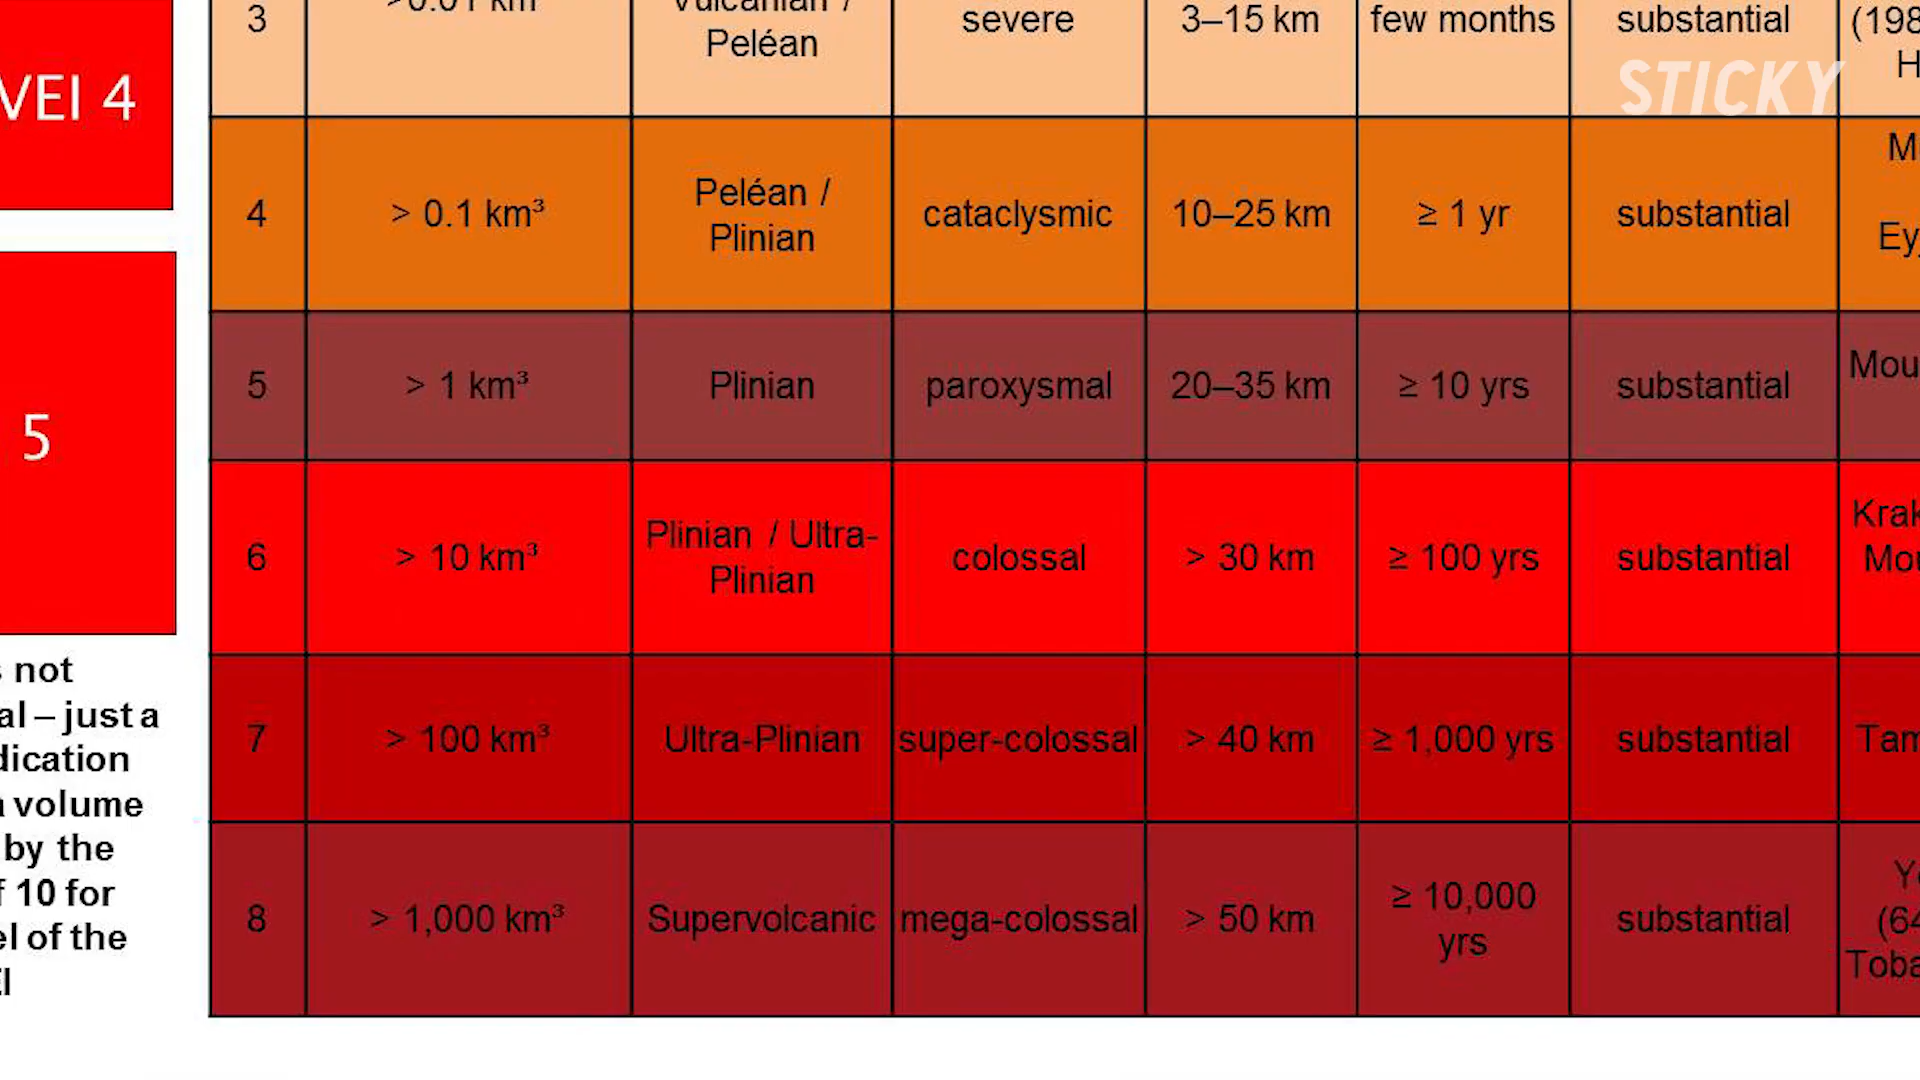 VEI 4
5
not
just a
volume
by the
10 for
of the
3
severe
3–15 km
few months
substantial
(198
H
Peléan
STICKY
4
> 0.1 km³
Peléan /
Plinian
cataclysmic
10–25 km
≥ 1 yr
substantial
5
> 1 km³
Plinian
paroxysmal
20–35 km
≥ 10 yrs
substantial
6
> 10 km³
Plinian / Ultra-
Plinian
colossal
> 30 km
≥ 100 yrs
substantial
7
> 100 km³
Ultra-Plinian
super-colossal
> 40 km
≥ 1,000 yrs
substantial
8
> 1,000 km³
Supervolcanic
mega-colossal
> 50 km
≥ 10,000
yrs
substantial